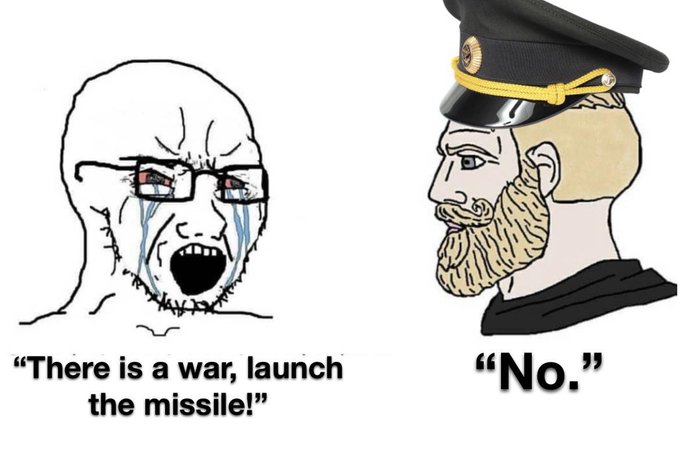 “There is a war, launch
the missile!”
“No.”